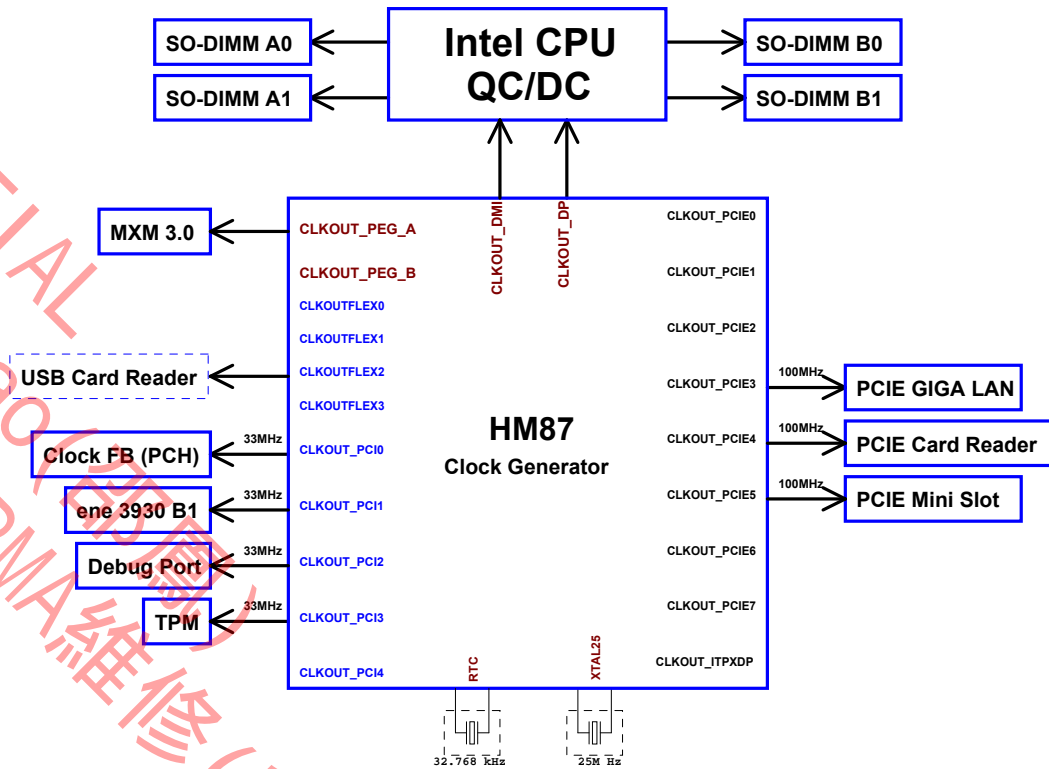 Intel CPU
QC/DC
SO-DIMM A0
SO-DIMM A1
SO-DIMM B0
SO-DIMM B1
MXM 3.0
USB Card Reader
Clock FB (PCH)
33MHz
ene 3930 B1
33MHz
Debug Port
33MHz
TPM
33MHz
CLKOUT_PEG_A
CLKOUT_PEG_B
CLKOUTFLEX0
CLKOUTFLEX1
CLKOUTFLEX2
CLKOUTFLEX3
CLKOUT_PCI0
CLKOUT_PCI1
CLKOUT_PCI2
CLKOUT_PCI3
CLKOUT_PCI4
CLKOUT_DMI
CLKOUT_DP
HM87
Clock Generator
RTC
XTAL25
CLKOUT_PCIE0
CLKOUT_PCIE1
CLKOUT_PCIE2
CLKOUT_PCIE3
CLKOUT_PCIE4
CLKOUT_PCIE5
CLKOUT_PCIE6
CLKOUT_PCIE7
CLKOUT_ITPXDP
100MHz
PCIE GIGA LAN
100MHz
PCIE Card Reader
100MHz
PCIE Mini Slot
32.768 kHz
25M Hz